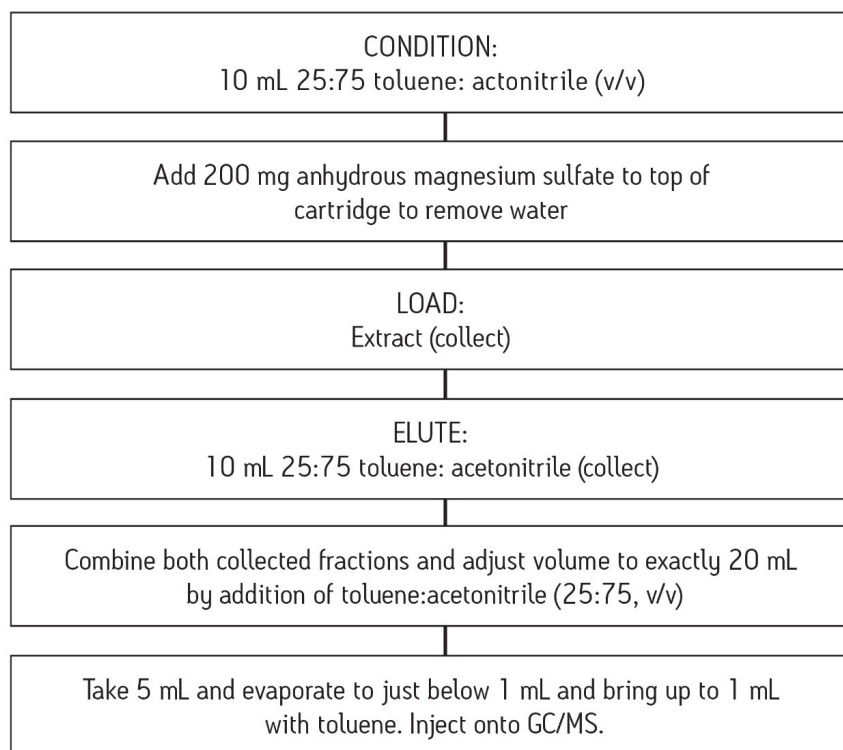 CONDITION:
10 mL 25:75 toluene: actonitrile (v/v)
Add 200 mg anhydrous magnesium sulfate to top of
cartridge to remove water
LOAD:
Extract (collect)
ELUTE:
10 mL 25:75 toluene: acetonitrile (collect)
Combine both collected fractions and adjust volume to exactly 20 mL
by addition of toluene:acetonitrile (25:75, v/v)
Take 5 mL and evaporate to just below 1 mL and bring up to 1 mL
with toluene. Inject onto GC/MS.